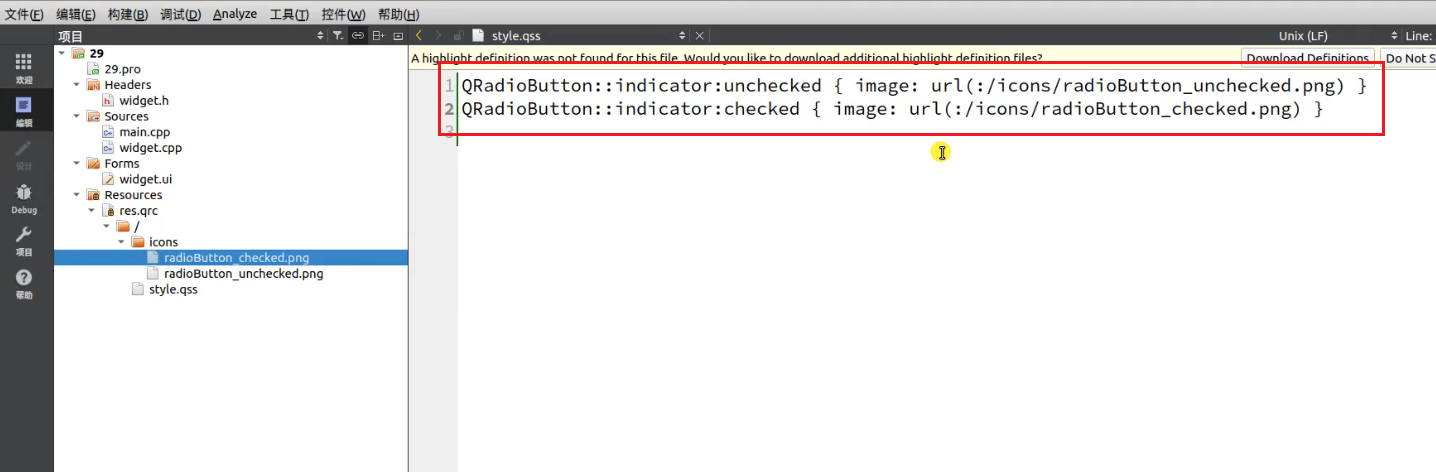 文件(F) 编辑(E) 构建(B) 调试(D) Analyze 工具(T) 控件(W) 帮助(H)
项目
style.qss
Unix (LF)
Line:
A highlight definition was not found for this file. Would you like to download additional highlight definition files?
Download Definitions
Do Not S
欢迎
编辑
设计
Debug
项目
帮助
29
29.pro
Headers
widget.h
Sources
main.cpp
widget.cpp
Forms
widget.ui
Resources
res.qrc
/
icons
radioButton_checked.png
radioButton_unchecked.png
style.qss
1 QRadioButton::indicator:unchecked { image: url(:/icons/radioButton_unchecked.png) }
2 QRadioButton::indicator:checked { image: url(:/icons/radioButton_checked.png) }
3